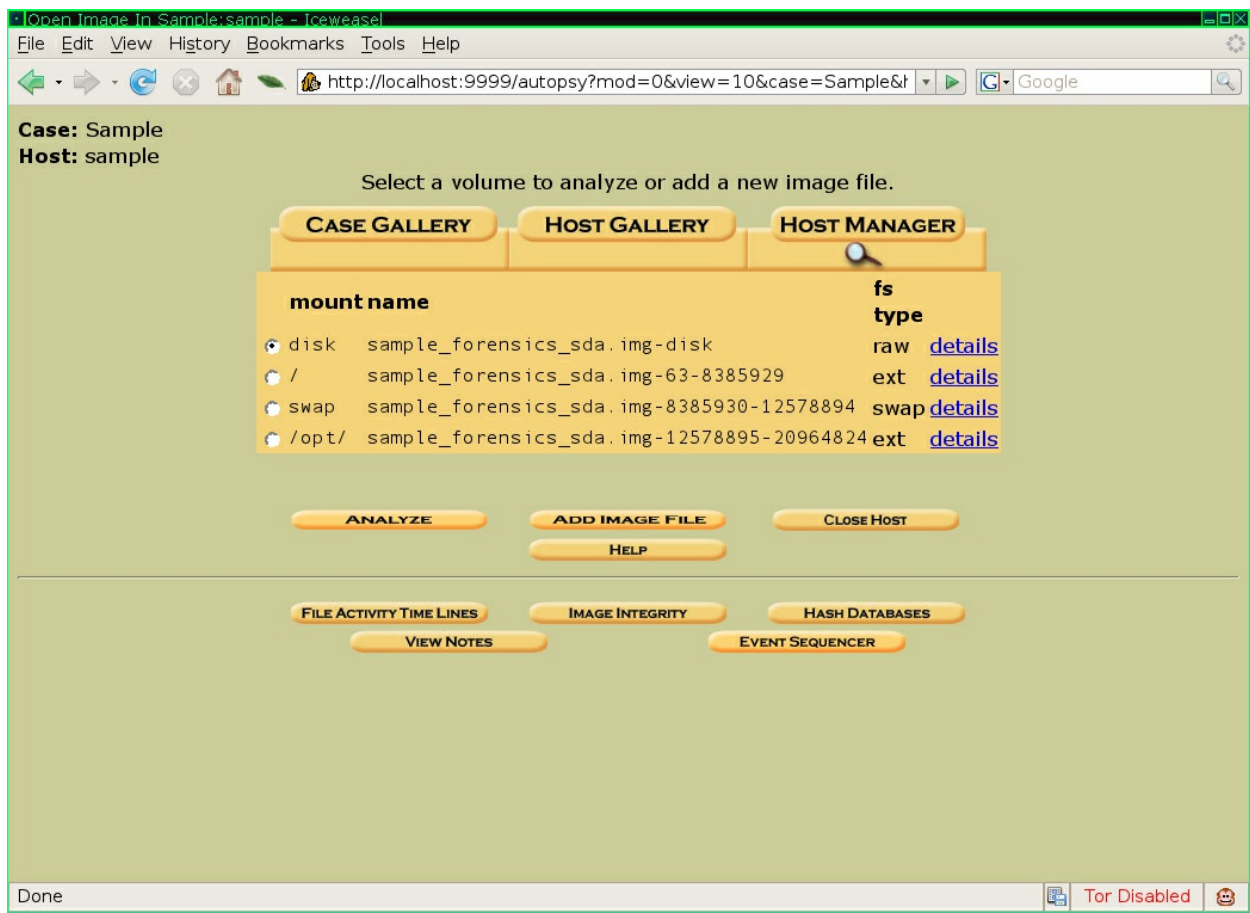 Open Image In Sample:sample - Iceweasel
File Edit View History Bookmarks Tools Help
http://localhost:9999/autopsy?mod=0&view=10&case=Sample&h
G Google
Case: Sample
Host: sample
Select a volume to analyze or add a new image file.
CASE GALLERY HOST GALLERY HOST MANAGER
mount name fs type
disk sample_forensics_sda.img-disk raw details
/ sample_forensics_sda.img-63-8385929 ext details
swap sample_forensics_sda.img-8385930-12578894 swap details
/opt/ sample_forensics_sda.img-12578895-20964824 ext details
ANALYZE ADD IMAGE FILE CLOSE HOST
HELP
FILE ACTIVITY TIME LINES IMAGE INTEGRITY HASH DATABASES
VIEW NOTES EVENT SEQUENCER
Done Tor Disabled